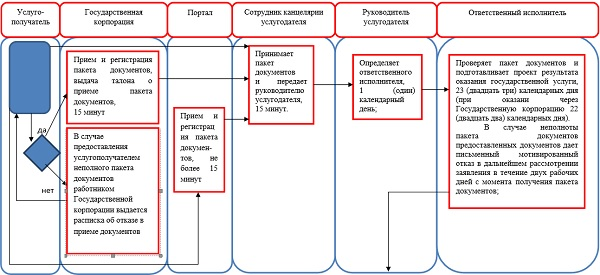 Услуго-
получатель
Государственная
корпорация
Портал
Сотрудник канцелярии
услугодателя
Руководитель
услугодателя
Ответственный исполнитель
Прием и регистрация
пакета документов,
выдача талона о
приеме пакета
документов,
15 минут
да
нет
В случае
предоставления
услугополучателем
неполного пакета
документов
работником
Государственной
корпорации выдается
расписка об отказе в
приеме документов
Прием и
регистрац
ия пакета
докумен-
тов, не
более 15
минут
Принимает
пакет
документов
и передает
руководителю
услугодателя,
15 минут.
Определяет
ответственного
исполнителя,
1 (один)
календарный
день;
Проверяет пакет документов и
подготавливает проект результата
оказания государственной услуги,
23 (двадцать три) календарных дня
(при оказании через
Государственную корпорацию 22
(двадцать два) календарных дня).
В случае неполноты
пакета документов
предоставленных документов дает
письменный мотивированный
отказ в дальнейшем рассмотрении
заявления в течение двух рабочих
дней с момента получения пакета
документов;